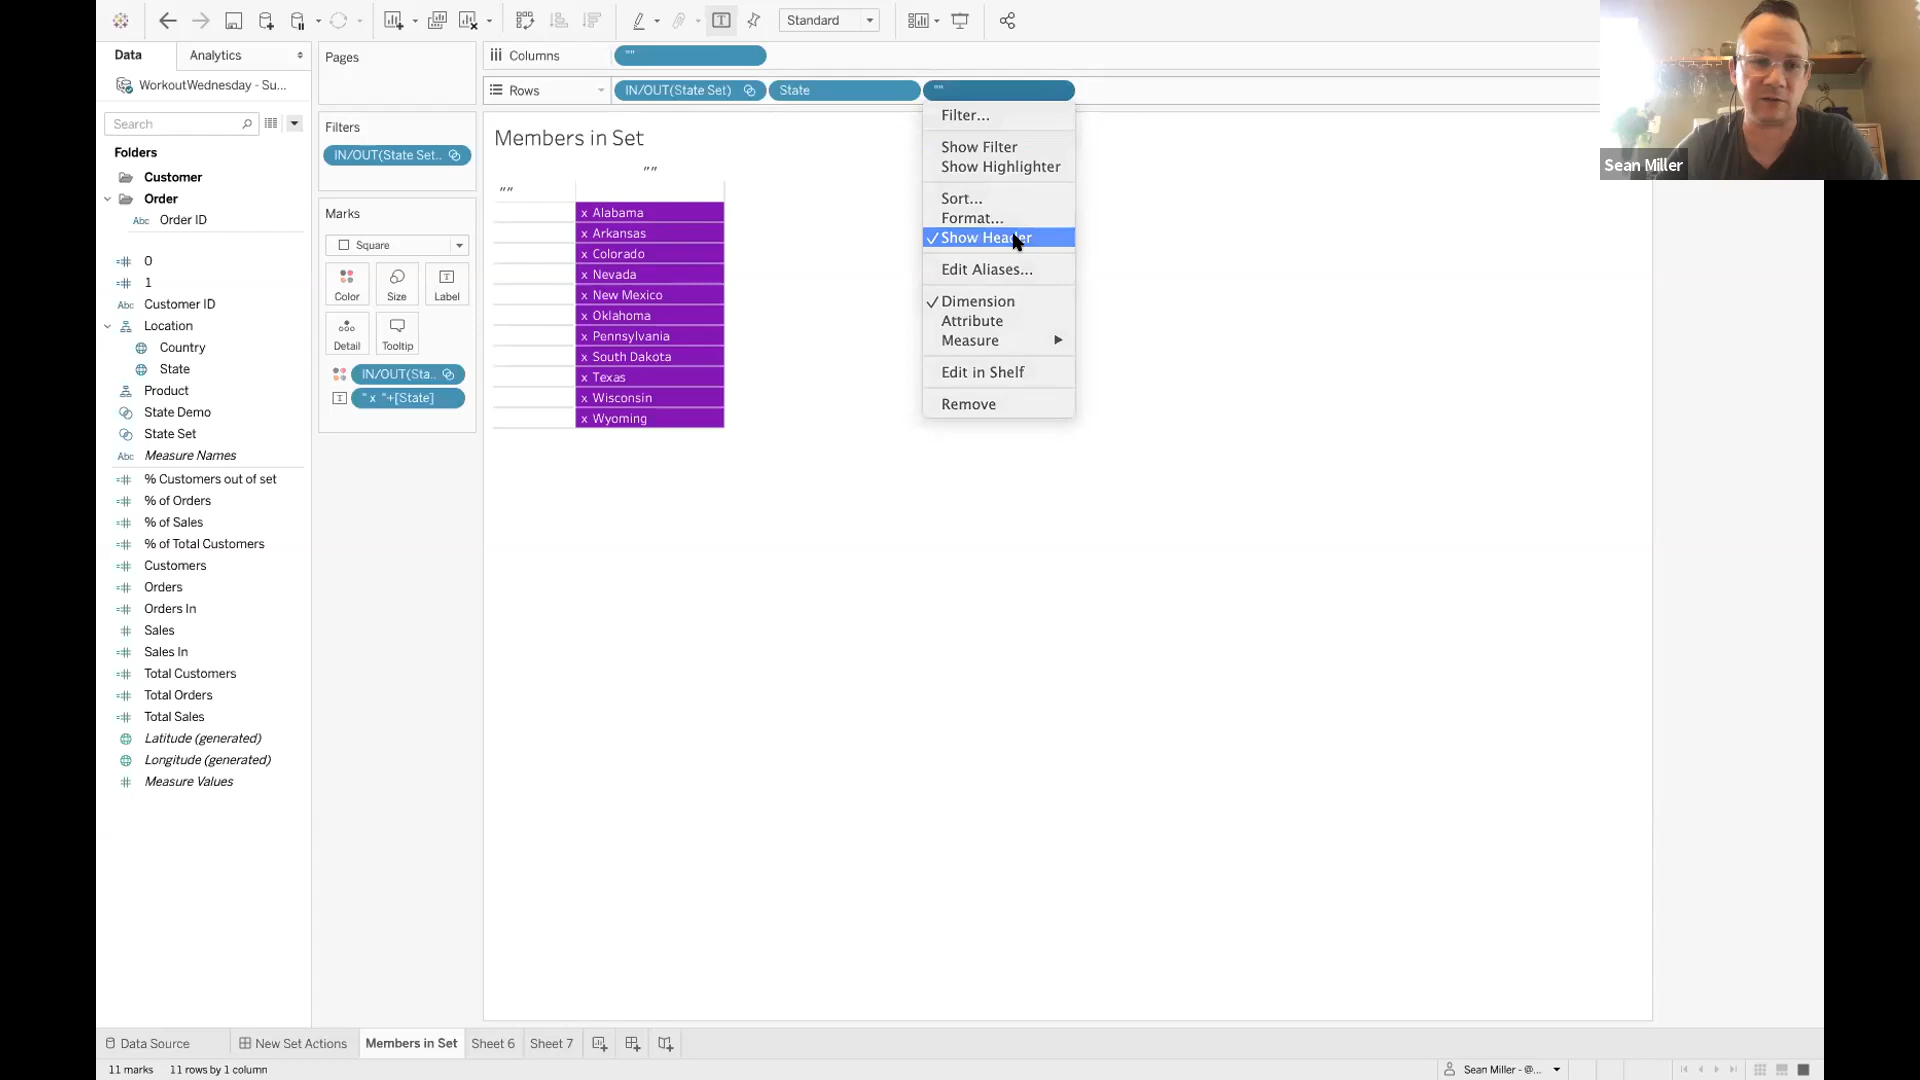 Standard
Data
Analytics
Pages
Columns
""
WorkoutWednesday - Su...
Rows
IN/OUT(State Set)
State
""
Search
Filters
Members in Set
Filter...
Sean Miller
Folders
IN/OUT(State Set..
Show Filter
""
Show Highlighter
Customer
""
Order
Marks
Sort...
Order ID
x Alabama
Format...
Square
x Arkansas
Show Header
0
x Colorado
Edit Aliases...
1
x Nevada
Customer ID
Color
Size
Label
x New Mexico
Dimension
Location
x Oklahoma
Attribute
Country
Detail
Tooltip
x Pennsylvania
Measure
State
IN/OUT(Sta..
x South Dakota
Edit in Shelf
Product
" x "+[State]
x Texas
Remove
State Demo
x Wisconsin
State Set
x Wyoming
Abc
Measure Names
% Customers out of set
% of Orders
% of Sales
% of Total Customers
Customers
Orders
Orders In
Sales
Sales In
Total Customers
Total Orders
Total Sales
Latitude (generated)
Longitude (generated)
Measure Values
Data Source
New Set Actions
Members in Set
Sheet 6
Sheet 7
11 marks
11 rows by 1 column
Sean Miller - @...